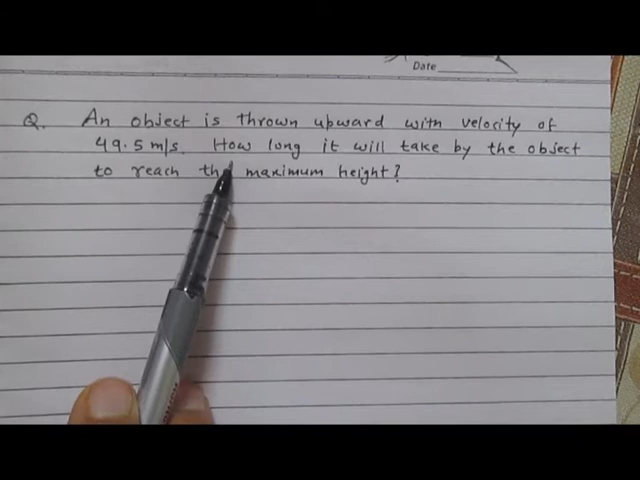 Date
Q. An object is thrown upward with velocity of
49.5 m/s. How long it will take by the object
to reach the maximum height?